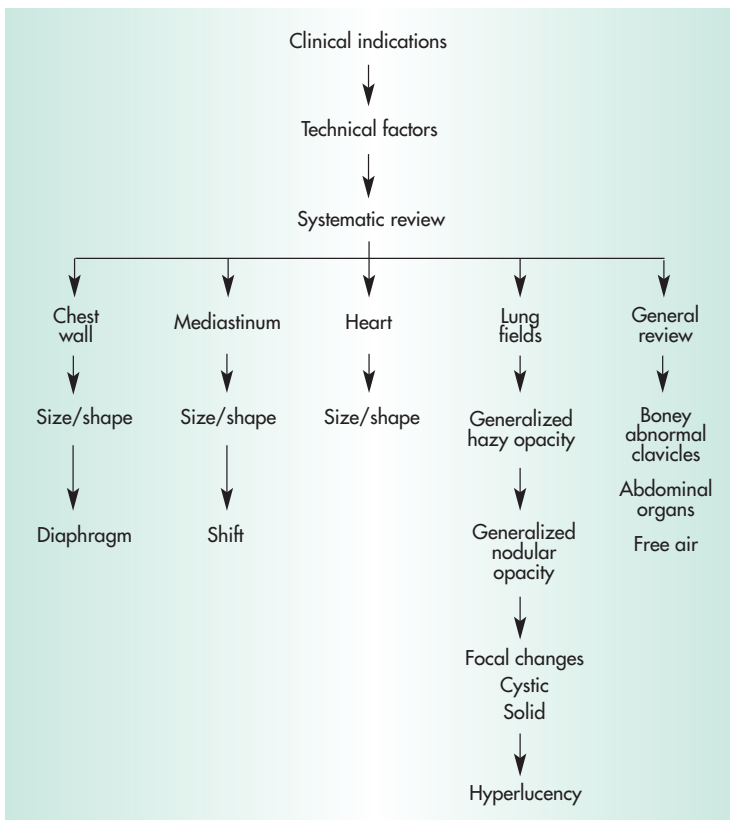 Clinical indications
Technical factors
Systematic review
Chest
wall
Size/shape
Diaphragm
Mediastinum
Size/shape
Shift
Heart
Size/shape
Lung
fields
Generalized
hazy opacity
Generalized
nodular
opacity
Focal changes
Cystic
Solid
Hyperlucency
General
review
Boney
abnormal
clavicles
Abdominal
organs
Free air